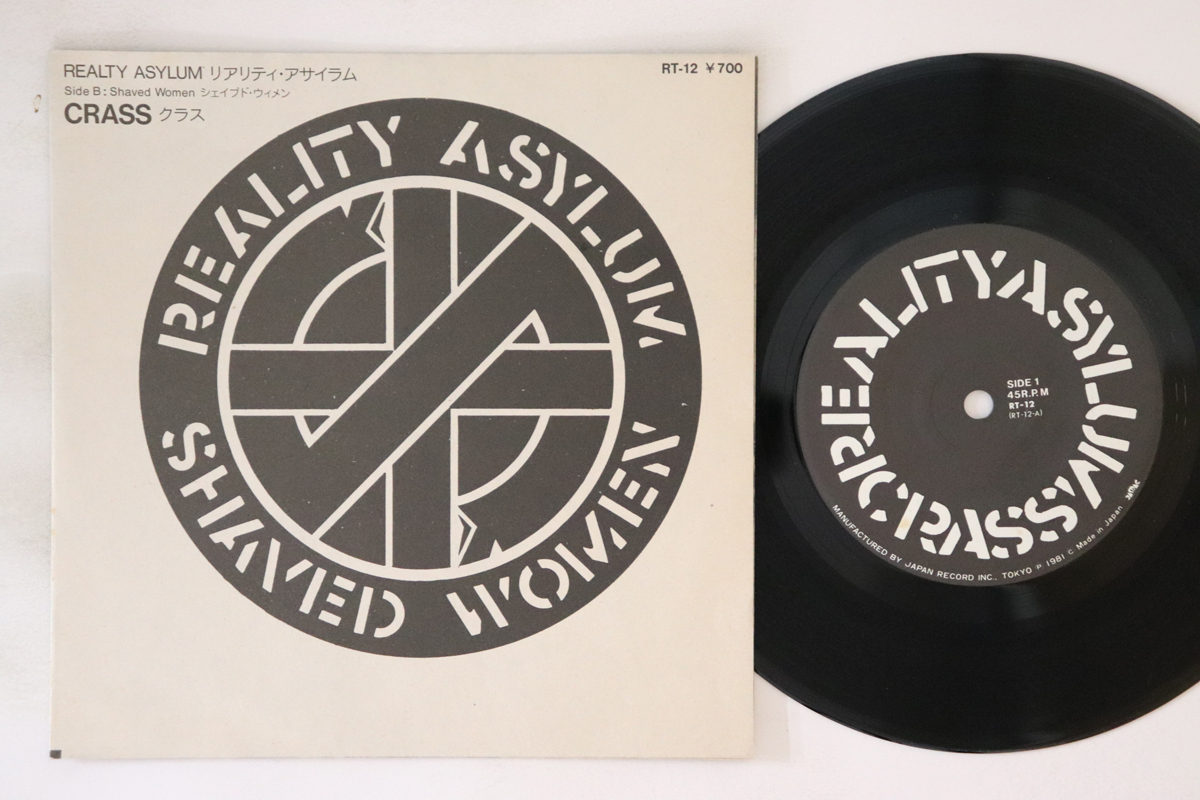 REALTY ASYLUM リアリティ・アサイラム
Side B: Shaved Women シェイブド・ウィメン
CRASS クラス
RT-12 ¥700
REALITY ASYLUM
SHAVED WOMEN
REALITY ASYLUM
CRASS
SIDE 1
45R.P.M
RT-12
(RT-12-A)
MANUFACTURED BY JAPAN RECORD INC., TOKYO ℗ 1981 © Made in Japan